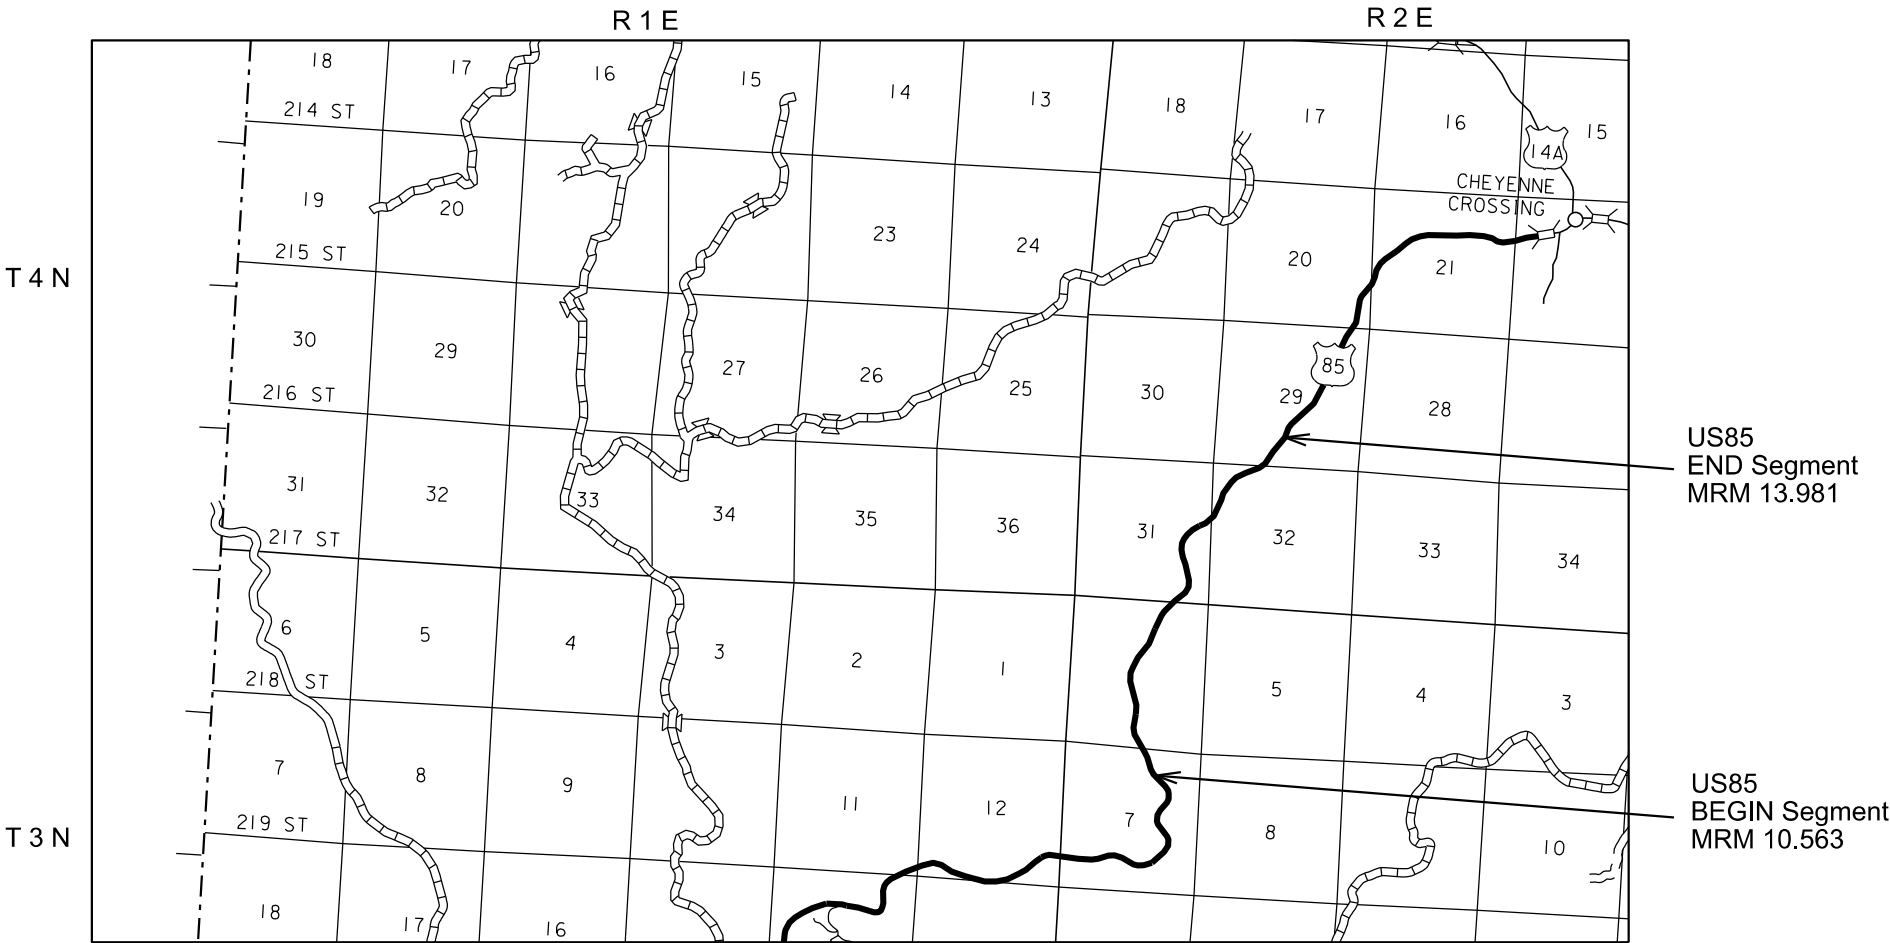 R 1 E
R 2 E
18
17
16
15
14
13
18
17
16
15
214 ST
14A
CHEYENNE
CROSSING
19
20
23
24
20
21
215 ST
T 4 N
30
29
27
26
25
30
29
28
85
216 ST
US85
END Segment
MRM 13.981
31
32
33
34
35
36
31
32
33
34
217 ST
6
5
4
3
2
1
5
4
3
218 ST
7
8
9
11
12
7
8
10
US85
BEGIN Segment
MRM 10.563
219 ST
T 3 N
18
17
16